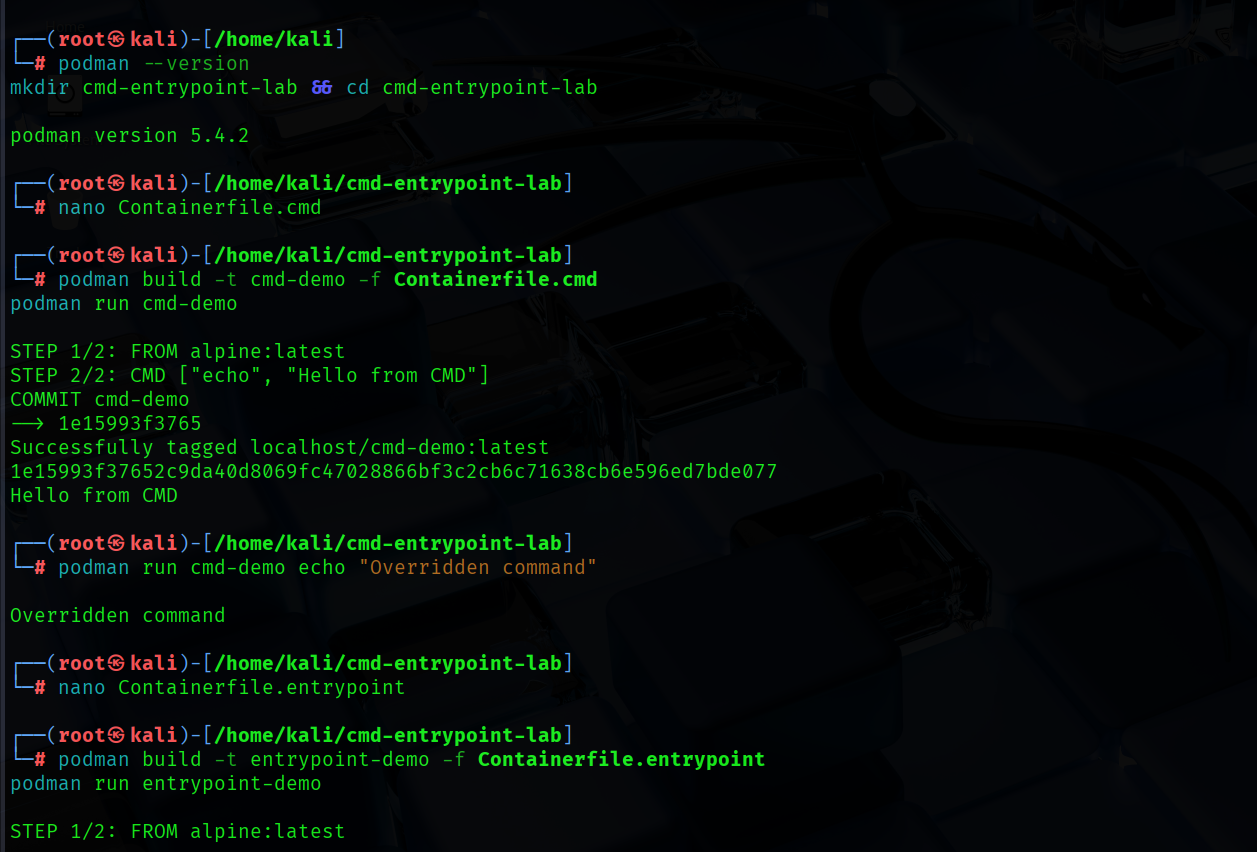 ┌──(root㉿kali)-[/home/kali]
└─# podman --version
mkdir cmd-entrypoint-lab && cd cmd-entrypoint-lab
podman version 5.4.2
┌──(root㉿kali)-[/home/kali/cmd-entrypoint-lab]
└─# nano Containerfile.cmd
┌──(root㉿kali)-[/home/kali/cmd-entrypoint-lab]
└─# podman build -t cmd-demo -f Containerfile.cmd
podman run cmd-demo
STEP 1/2: FROM alpine:latest
STEP 2/2: CMD ["echo", "Hello from CMD"]
COMMIT cmd-demo
--> 1e15993f3765
Successfully tagged localhost/cmd-demo:latest
1e15993f37652c9da40d8069fc47028866bf3c2cb6c71638cb6e596ed7bde077
Hello from CMD
┌──(root㉿kali)-[/home/kali/cmd-entrypoint-lab]
└─# podman run cmd-demo echo "Overridden command"
Overridden command
┌──(root㉿kali)-[/home/kali/cmd-entrypoint-lab]
└─# nano Containerfile.entrypoint
┌──(root㉿kali)-[/home/kali/cmd-entrypoint-lab]
└─# podman build -t entrypoint-demo -f Containerfile.entrypoint
podman run entrypoint-demo
STEP 1/2: FROM alpine:latest